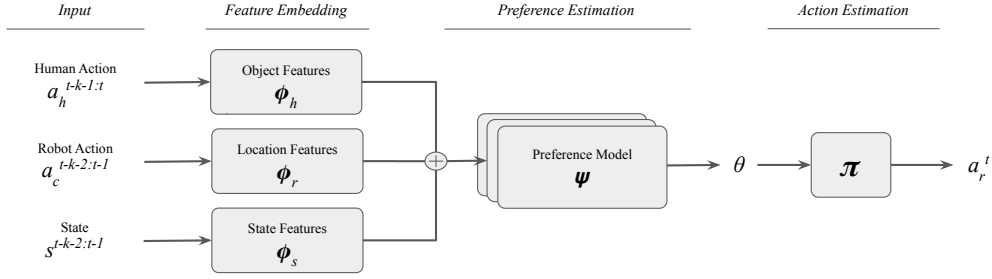 Input
Feature Embedding
Preference Estimation
Action Estimation
Human Action
a_h^{t-k-1:t}
Object Features
ϕ_h
Robot Action
a_c^{t-k-2:t-1}
Location Features
ϕ_r
+
Preference Model
ψ
θ
π
a_r^t
State
s^{t-k-2:t-1}
State Features
ϕ_s